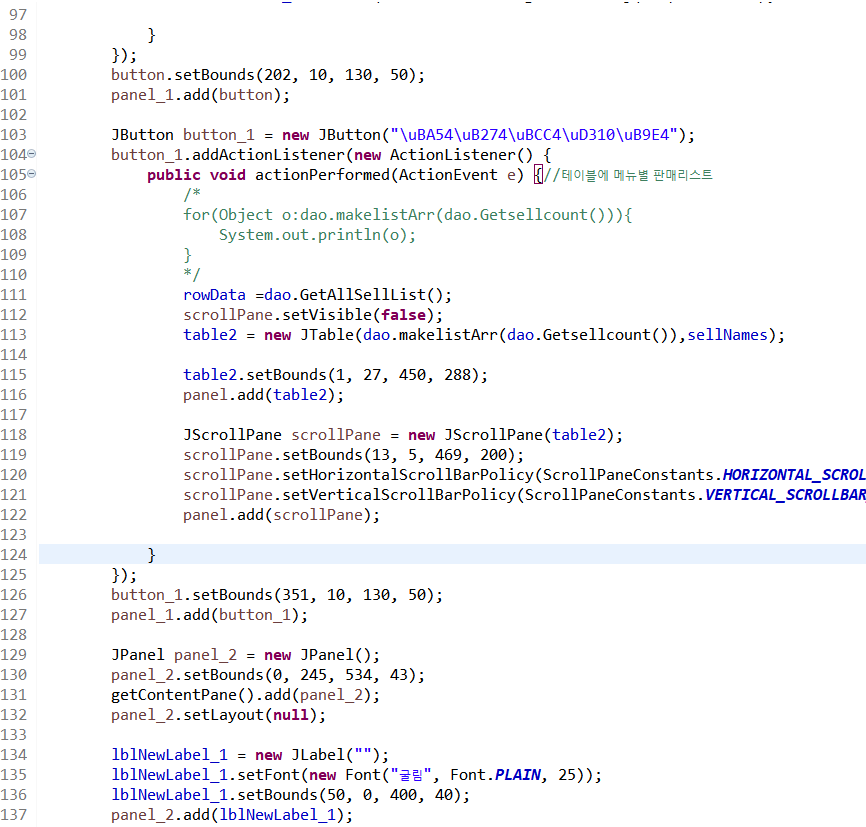 97
98 }
99 });
100 button.setBounds(202, 10, 130, 50);
101 panel_1.add(button);
102
103 JButton button_1 = new JButton("\uBA54\uB274\uBCC4\uD310\uB9E4");
104 button_1.addActionListener(new ActionListener() {
105 public void actionPerformed(ActionEvent e) {//테이블에 메뉴별 판매리스트
106 /*
107 for(Object o:dao.makelistArr(dao.Getsellcount())){
108 System.out.println(o);
109 }
110 */
111 rowData =dao.GetAllSellList();
112 scrollPane.setVisible(false);
113 table2 = new JTable(dao.makelistArr(dao.Getsellcount()),sellNames);
114
115 table2.setBounds(1, 27, 450, 288);
116 panel.add(table2);
117
118 JScrollPane scrollPane = new JScrollPane(table2);
119 scrollPane.setBounds(13, 5, 469, 200);
120 scrollPane.setHorizontalScrollBarPolicy(ScrollPaneConstants.HORIZONTAL_SCROL
121 scrollPane.setVerticalScrollBarPolicy(ScrollPaneConstants.VERTICAL_SCROLLBAR
122 panel.add(scrollPane);
123
124 }
125 });
126 button_1.setBounds(351, 10, 130, 50);
127 panel_1.add(button_1);
128
129 JPanel panel_2 = new JPanel();
130 panel_2.setBounds(0, 245, 534, 43);
131 getContentPane().add(panel_2);
132 panel_2.setLayout(null);
133
134 lblNewLabel_1 = new JLabel("");
135 lblNewLabel_1.setFont(new Font("굴림", Font.PLAIN, 25));
136 lblNewLabel_1.setBounds(50, 0, 400, 40);
137 panel_2.add(lblNewLabel_1);